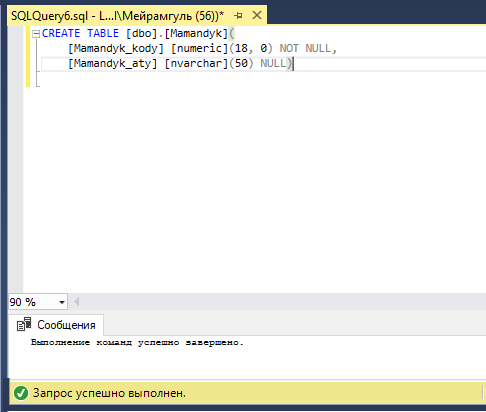 SQLQuery6.sql - L...l\Мейрамгуль (56))*
CREATE TABLE [dbo].[Mamandyk](
[Mamandyk_kody] [numeric](18, 0) NOT NULL,
[Mamandyk_aty] [nvarchar](50) NULL)
90 %
Сообщения
Выполнение команд успешно завершено.
Запрос успешно выполнен.